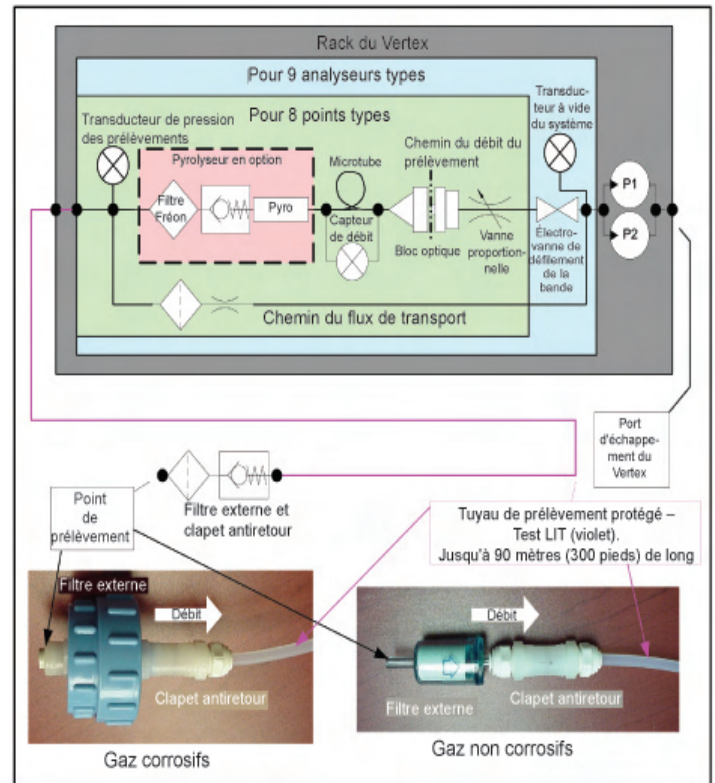 Rack du Vertex
Pour 9 analyseurs types
Pour 8 points types
Transducteur de pression
des prélèvements
Transduc-
teur à vide
du système
Pyrolyseur en option
Filtre
Fréon
Pyro
Microtube
Capteur
de débit
Chemin du débit du
prélèvement
Bloc optique
Vanne
proportion-
nelle
Électro-
vanne de
défilement
de la
bande
P1
P2
Chemin du flux de transport
Port
d'échappe-
ment du
Vertex
Point
de
prélèvement
Filtre externe et
clapet antiretour
Tuyau de prélèvement protégé –
Test LIT (violet).
Jusqu'à 90 mètres (300 pieds) de long
Filtre externe
Débit
Clapet antiretour
Gaz corrosifs
Débit
Filtre externe
Clapet antiretour
Gaz non corrosifs